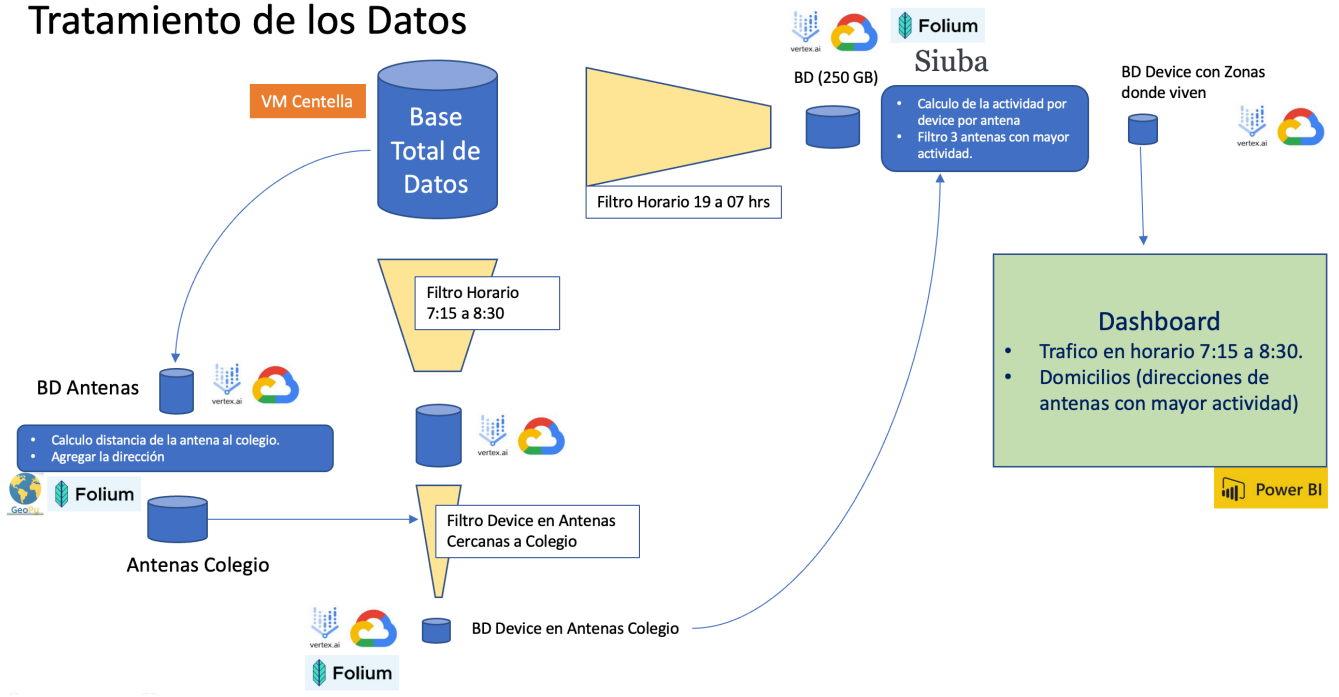 Tratamiento de los Datos
VM Centella
Base
Total de
Datos
Filtro Horario 19 a 07 hrs
vertex.ai
Folium
Siuba
BD (250 GB)
• Calculo de la actividad por
device por antena
• Filtro 3 antenas con mayor
actividad.
BD Device con Zonas
donde viven
vertex.ai
Filtro Horario
7:15 a 8:30
Dashboard
• Trafico en horario 7:15 a 8:30.
• Domicilios (direcciones de
antenas con mayor actividad)
Power BI
BD Antenas
vertex.ai
• Calculo distancia de la antena al colegio.
• Agregar la dirección
GeoPy
Folium
vertex.ai
Antenas Colegio
Filtro Device en Antenas
Cercanas a Colegio
vertex.ai
Folium
BD Device en Antenas Colegio